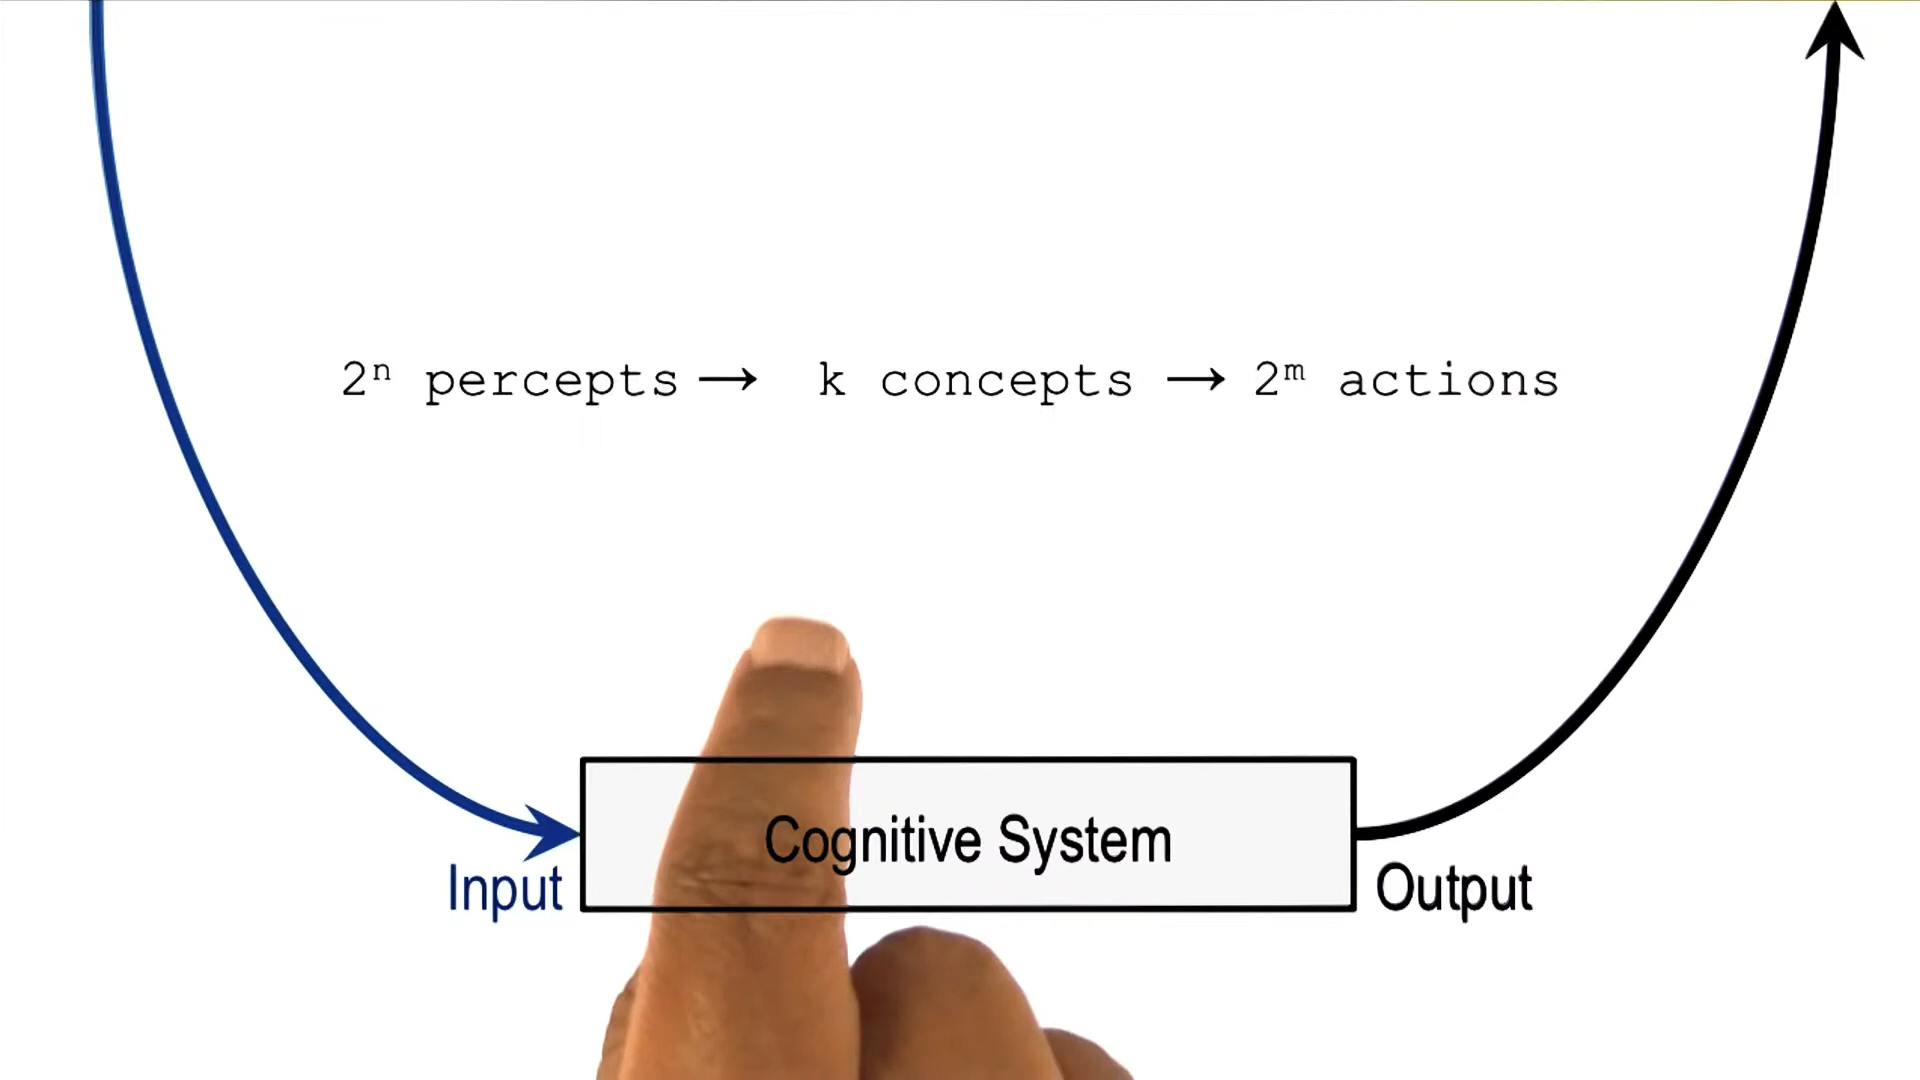 2ⁿ percepts → k concepts → 2ᵐ actions
Cognitive System
Input
Output